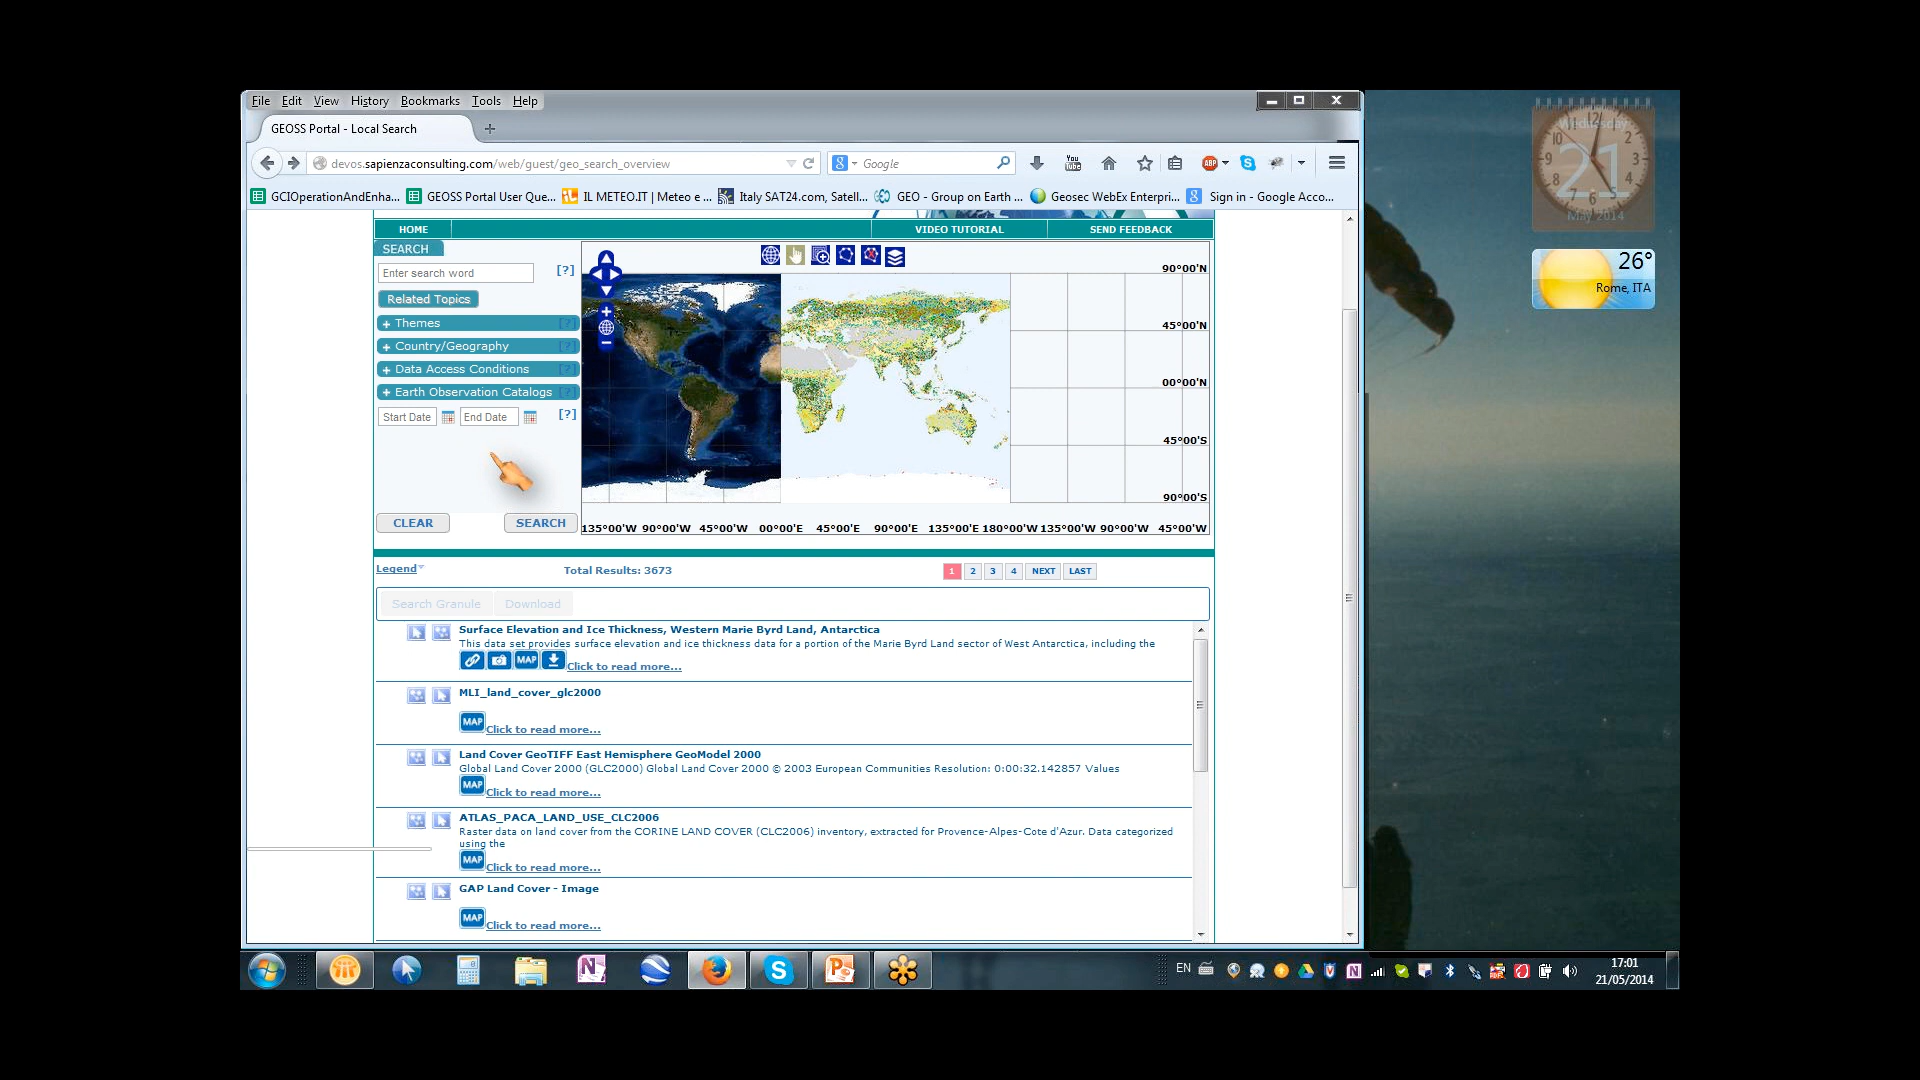 File Edit View History Bookmarks Tools Help
GEOSS Portal - Local Search
devos.sapienzaconsulting.com/web/guest/geo_search_overview
Google
GCIOperationAndEnha...
GEOSS Portal User Que...
IL METEO.IT | Meteo e ...
Italy SAT24.com, Satell...
GEO - Group on Earth ...
Geosec WebEx Enterpri...
Sign in - Google Acco...
HOME
VIDEO TUTORIAL
SEND FEEDBACK
SEARCH
Enter search word
[?]
Related Topics
Themes [?]
Country/Geography [?]
Data Access Conditions [?]
Earth Observation Catalogs [?]
Start Date
End Date
[?]
CLEAR
SEARCH
90°00'N
45°00'N
00°00'E
45°00'S
90°00'S
135°00'W 90°00'W 45°00'W 00°00'E 45°00'E 90°00'E 135°00'E 180°00'W 135°00'W 90°00'W 45°00'W
Legend
Total Results: 3673
1 2 3 4 NEXT LAST
Search Granule
Download
Surface Elevation and Ice Thickness, Western Marie Byrd Land, Antarctica
This data set provides surface elevation and ice thickness data for a portion of the Marie Byrd Land sector of West Antarctica, including the
MAP Click to read more...
MLI_land_cover_glc2000
MAP Click to read more...
Land Cover GeoTIFF East Hemisphere GeoModel 2000
Global Land Cover 2000 (GLC2000) Global Land Cover 2000 © 2003 European Communities Resolution: 0:00:32.142857 Values
MAP Click to read more...
ATLAS_PACA_LAND_USE_CLC2006
Raster data on land cover from the CORINE LAND COVER (CLC2006) inventory, extracted for Provence-Alpes-Cote d'Azur. Data categorized
using the
MAP Click to read more...
GAP Land Cover - Image
MAP Click to read more...
Wednesday
21
May 2014
26°
Rome, ITA
EN
17:01
21/05/2014